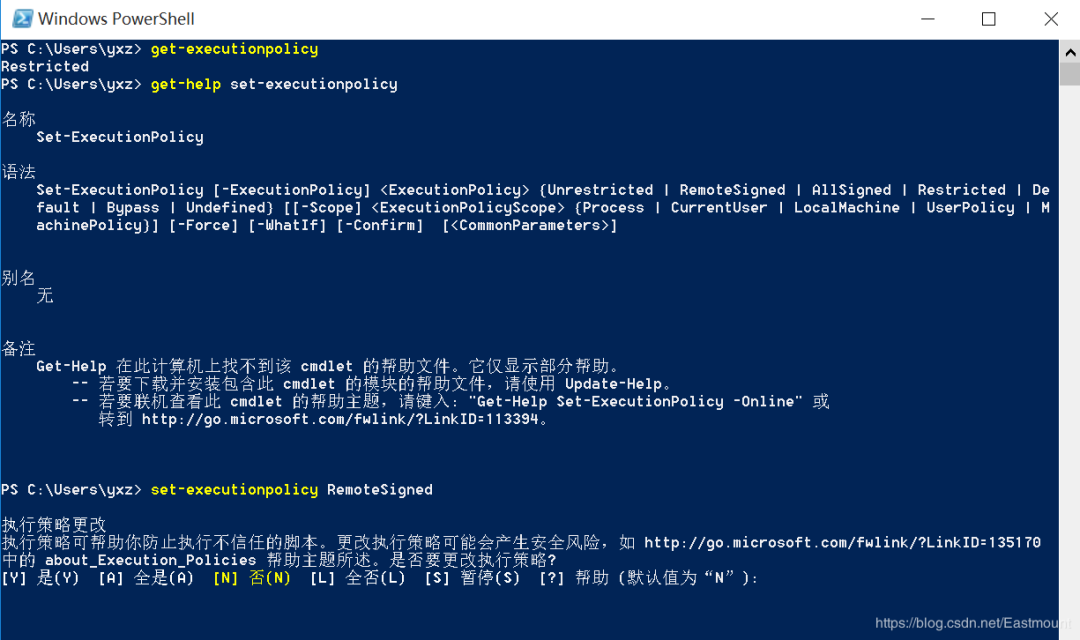 Windows PowerShell
PS C:\Users\yxz> get-executionpolicy
Restricted
PS C:\Users\yxz> get-help set-executionpolicy
名称
Set-ExecutionPolicy
语法
Set-ExecutionPolicy [-ExecutionPolicy] <ExecutionPolicy> {Unrestricted | RemoteSigned | AllSigned | Restricted | De
fault | Bypass | Undefined} [[-Scope] <ExecutionPolicyScope> {Process | CurrentUser | LocalMachine | UserPolicy | M
achinePolicy}] [-Force] [-WhatIf] [-Confirm]  [<CommonParameters>]
别名
无
备注
Get-Help 在此计算机上找不到该 cmdlet 的帮助文件。它仅显示部分帮助。
-- 若要下载并安装包含此 cmdlet 的模块的帮助文件，请使用 Update-Help。
-- 若要联机查看此 cmdlet 的帮助主题，请键入: "Get-Help Set-ExecutionPolicy -Online" 或
转到 http://go.microsoft.com/fwlink/?LinkID=113394。
PS C:\Users\yxz> set-executionpolicy RemoteSigned
执行策略更改
执行策略可帮助你防止执行不信任的脚本。更改执行策略可能会产生安全风险，如 http://go.microsoft.com/fwlink/?LinkID=135170
中的 about_Execution_Policies 帮助主题所述。是否要更改执行策略?
[Y] 是(Y)  [A] 全是(A)  [N] 否(N)  [L] 全否(L)  [S] 暂停(S)  [?] 帮助 (默认值为“N”):
https://blog.csdn.net/Eastmount